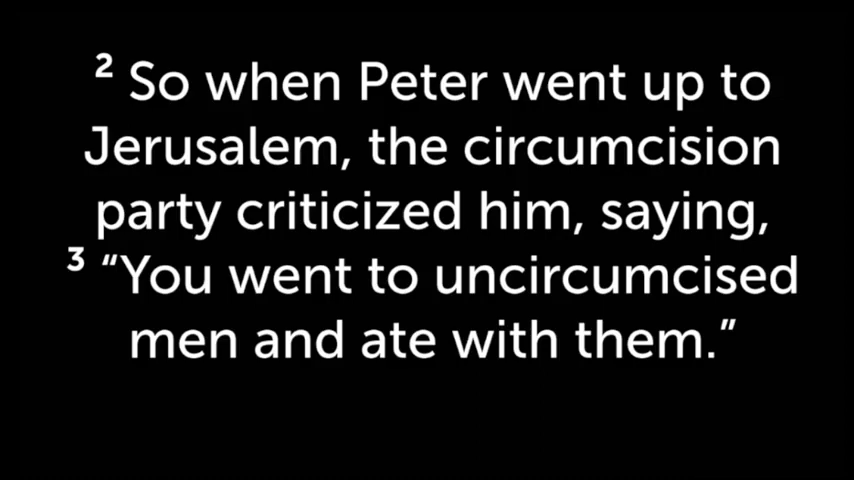 ² So when Peter went up to
Jerusalem, the circumcision
party criticized him, saying,
³ “You went to uncircumcised
men and ate with them.”